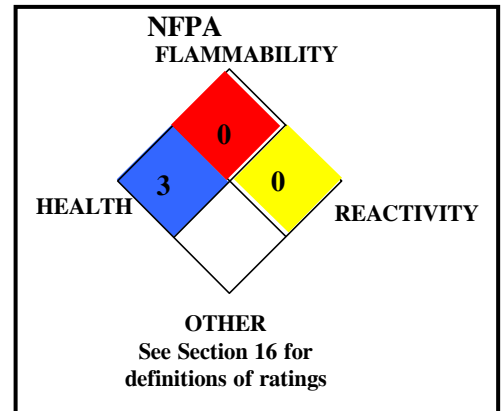 NFPA
FLAMMABILITY
0
3
0
HEALTH
REACTIVITY
OTHER
See Section 16 for
definitions of ratings